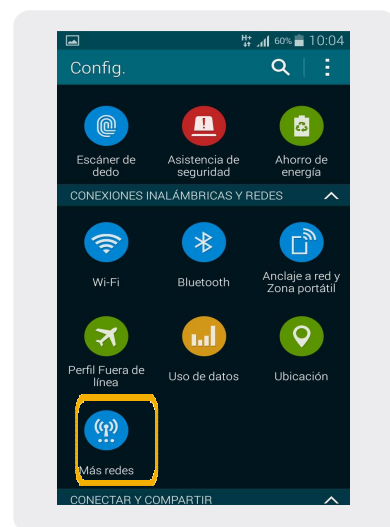 H+ 60% 10:04
Config.
Escáner de
dedo
Asistencia de
seguridad
Ahorro de
energía
CONEXIONES INALÁMBRICAS Y REDES
Wi-Fi
Bluetooth
Anclaje a red y
Zona portátil
Perfil Fuera de
línea
Uso de datos
Ubicación
Más redes
CONECTAR Y COMPARTIR